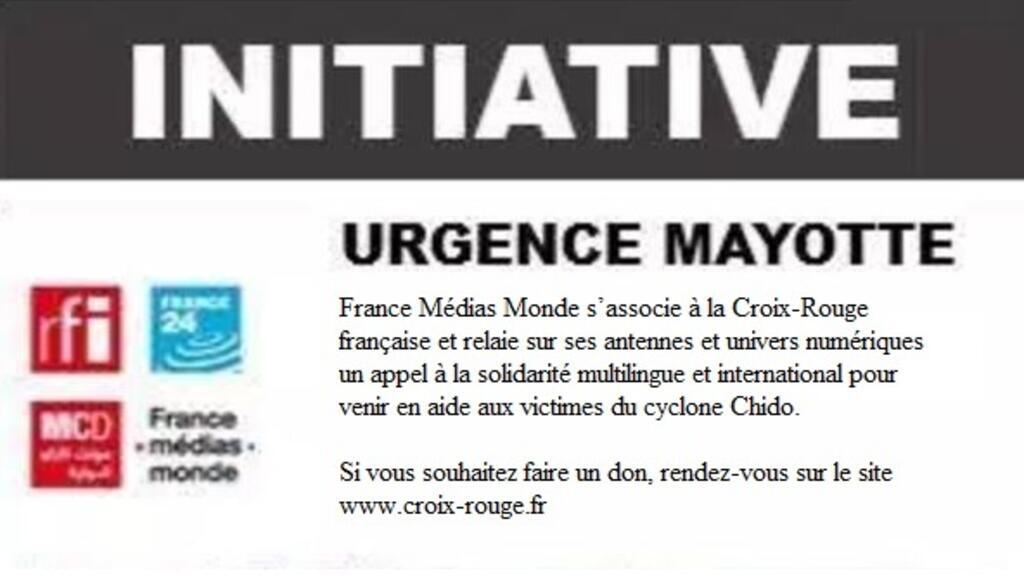 INITIATIVE
URGENCE MAYOTTE
France Médias Monde s’associe à la Croix-Rouge
française et relaie sur ses antennes et univers numériques
un appel à la solidarité multilingue et international pour
venir en aide aux victimes du cyclone Chido.
Si vous souhaitez faire un don, rendez-vous sur le site
www.croix-rouge.fr
rfi
FRANCE
24
MCD
France
médias
monde